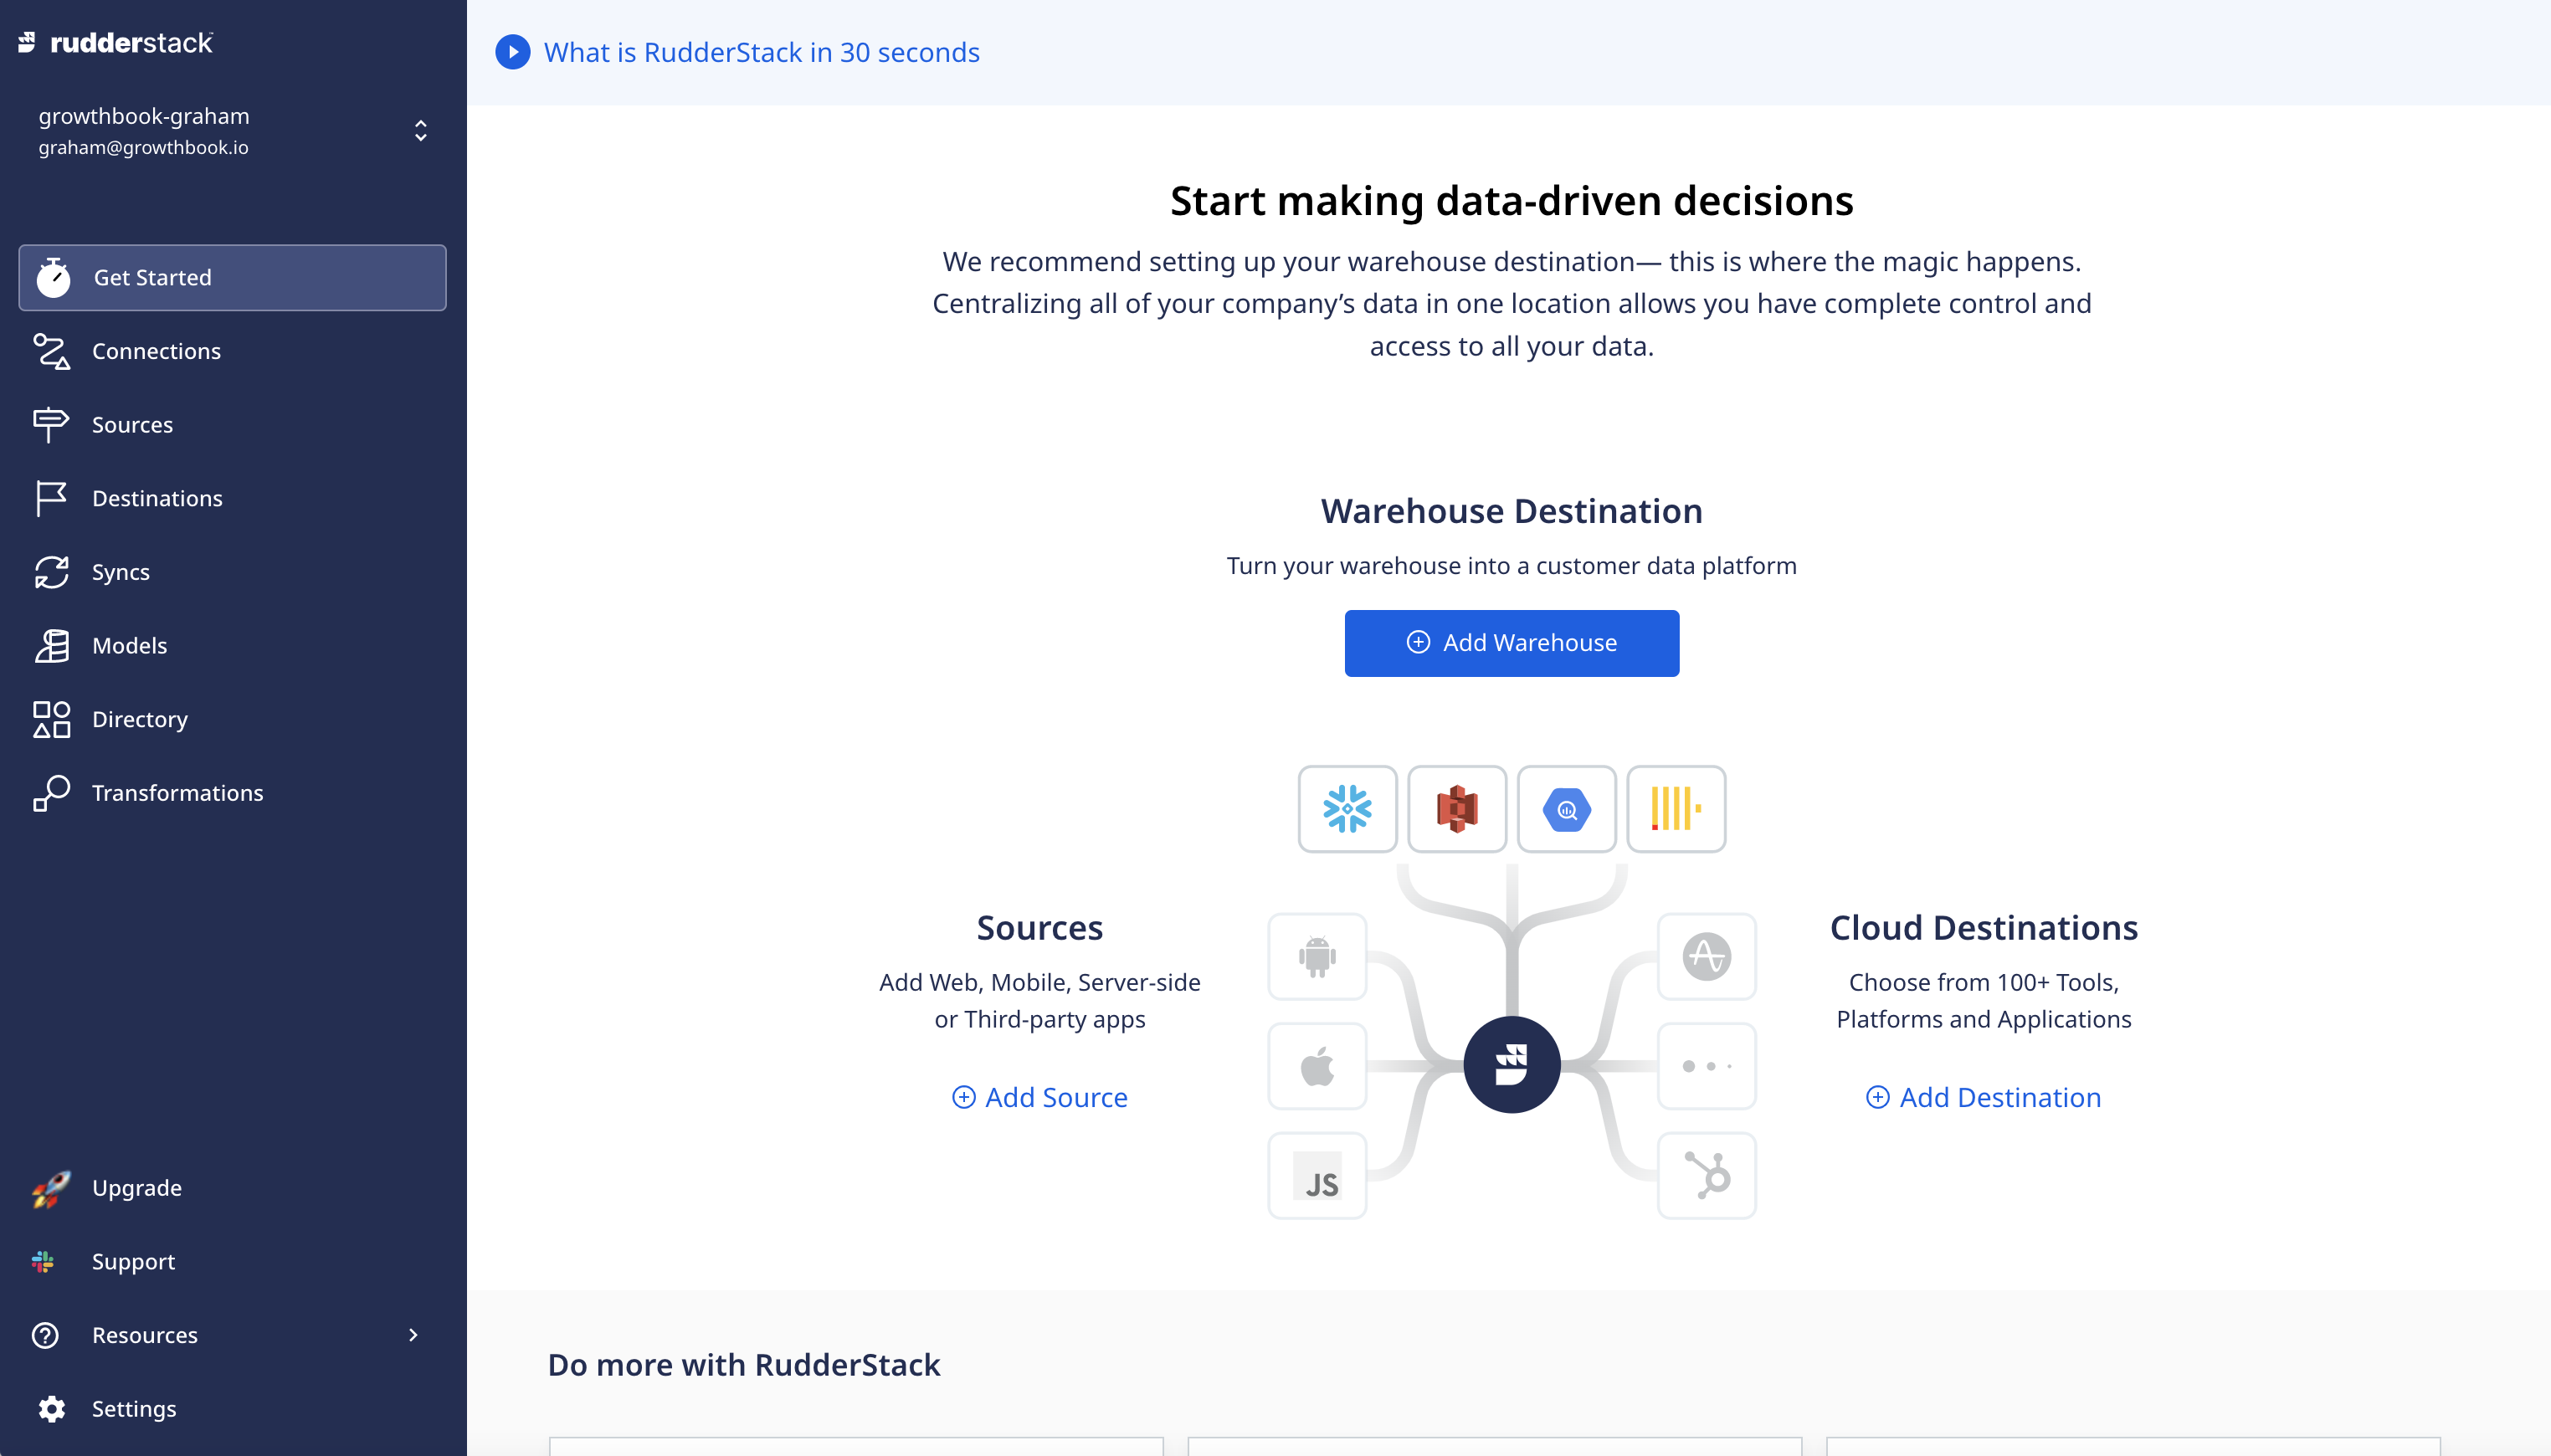 rudderstack
growthbook-graham
graham@growthbook.io
Get Started
Connections
Sources
Destinations
Syncs
Models
Directory
Transformations
Upgrade
Support
Resources
Settings
What is RudderStack in 30 seconds
Start making data-driven decisions
We recommend setting up your warehouse destination— this is where the magic happens.
Centralizing all of your company’s data in one location allows you have complete control and
access to all your data.
Warehouse Destination
Turn your warehouse into a customer data platform
Add Warehouse
Sources
Add Web, Mobile, Server-side
or Third-party apps
Add Source
JS
Cloud Destinations
Choose from 100+ Tools,
Platforms and Applications
Add Destination
Do more with RudderStack